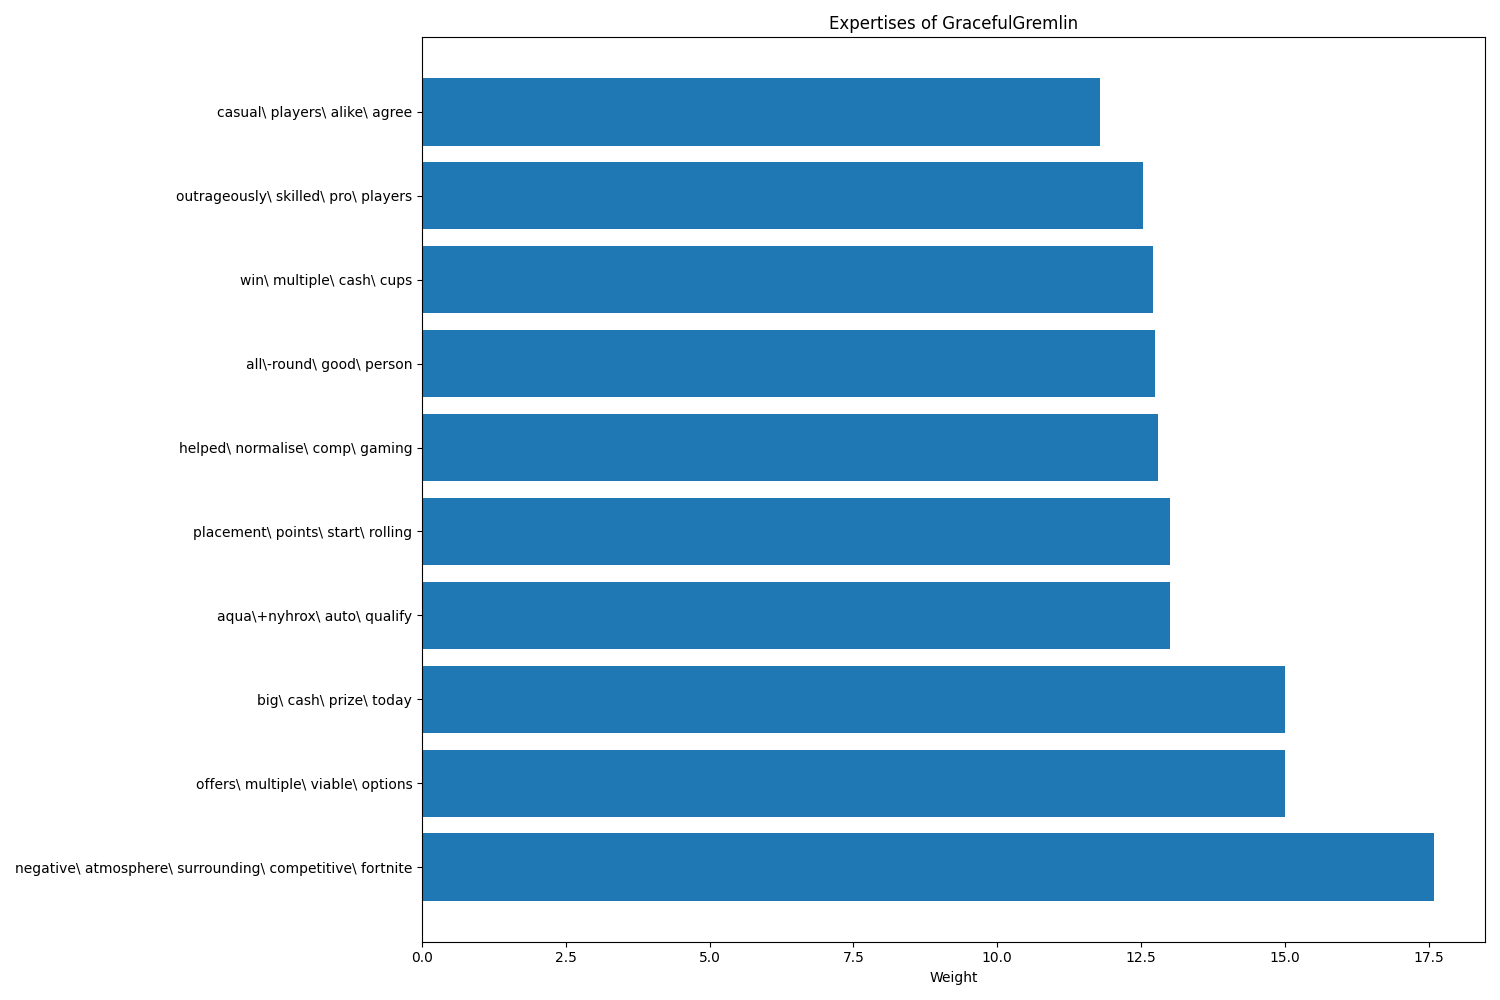 Expertises of GracefulGremlin
casual\ players\ alike\ agree
outrageously\ skilled\ pro\ players
win\ multiple\ cash\ cups
all\-round\ good\ person
helped\ normalise\ comp\ gaming
placement\ points\ start\ rolling
aqua\+nyhrox\ auto\ qualify
big\ cash\ prize\ today
offers\ multiple\ viable\ options
negative\ atmosphere\ surrounding\ competitive\ fortnite
0.0 2.5 5.0 7.5 10.0 12.5 15.0 17.5
Weight